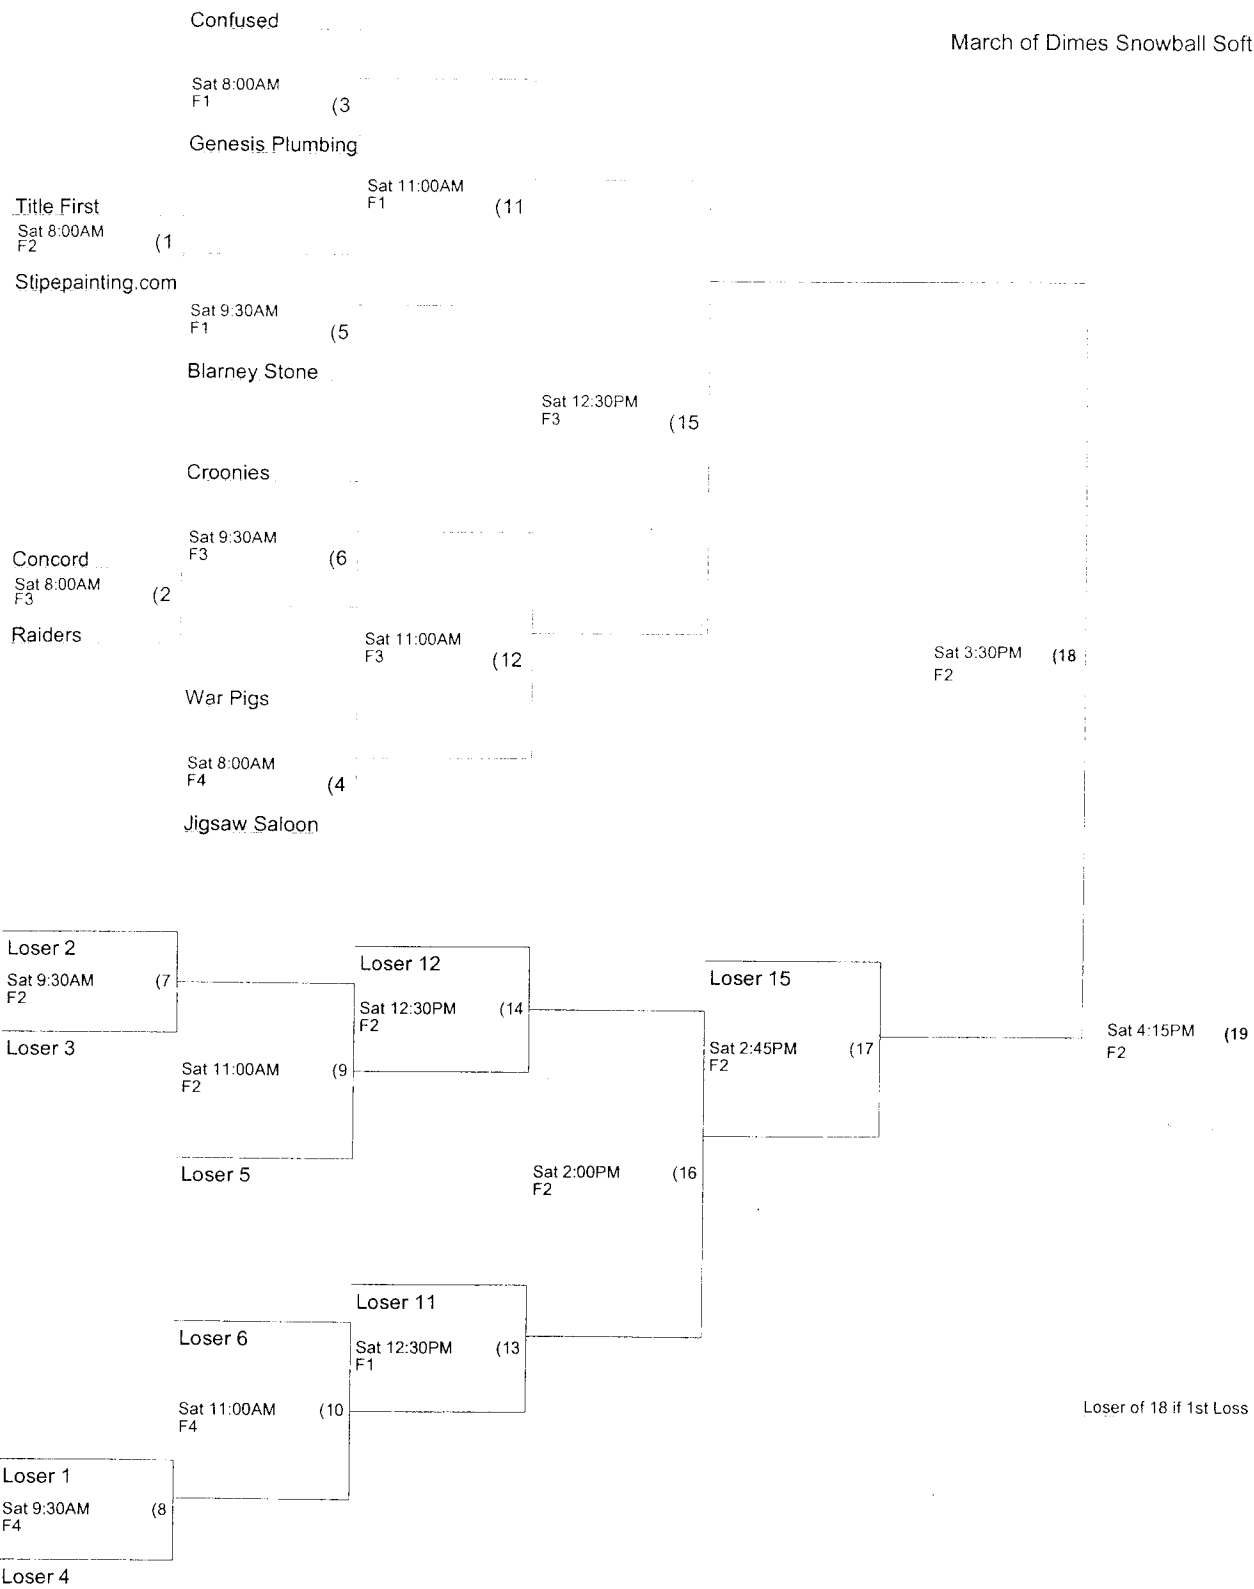 Confused
March of Dimes Snowball Soft
Sat 8:00AM
F1 (3
Genesis Plumbing
Sat 11:00AM
F1 (11
Title First
Sat 8:00AM
F2 (1
Stipepainting.com
Sat 9:30AM
F1 (5
Blarney Stone
Sat 12:30PM
F3 (15
Croonies
Sat 9:30AM
F3 (6
Concord
Sat 8:00AM
F3 (2
Raiders
Sat 11:00AM
F3 (12
Sat 3:30PM (18
F2
War Pigs
Sat 8:00AM
F4 (4
Jigsaw Saloon
Loser 2
Sat 9:30AM (7
F2
Loser 3
Loser 12
Sat 12:30PM (14
F2
Loser 15
Sat 2:45PM (17
F2
Sat 4:15PM (19
F2
Sat 11:00AM (9
F2
Loser 5
Sat 2:00PM (16
F2
Loser 11
Sat 12:30PM (13
F1
Loser 6
Sat 11:00AM (10
F4
Loser of 18 if 1st Loss
Loser 1
Sat 9:30AM (8
F4
Loser 4